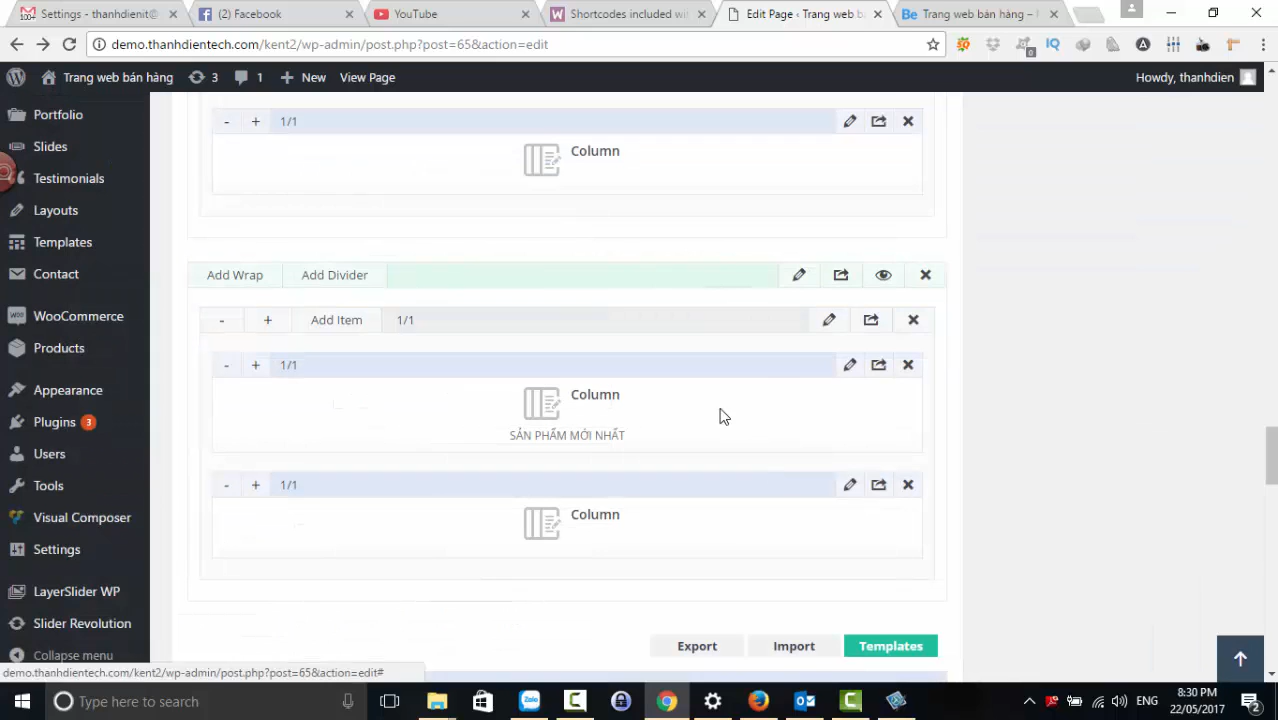 Settings - thanhdienit@
(2) Facebook
YouTube
Shortcodes included wi
Edit Page ‹ Trang web b
Trang web bán hàng –
demo.thanhdientech.com/kent2/wp-admin/post.php?post=65&action=edit
Trang web bán hàng
3
1
New
View Page
Howdy, thanhdien
Portfolio
Slides
Testimonials
Layouts
Templates
Contact
WooCommerce
Products
Appearance
Plugins 3
Users
Tools
Visual Composer
Settings
LayerSlider WP
Slider Revolution
Collapse menu
- + 1/1
Column
Add Wrap Add Divider
- + Add Item 1/1
- + 1/1
Column
SẢN PHẨM MỚI NHẤT
- + 1/1
Column
Export Import Templates
demo.thanhdientech.com/kent2/wp-admin/post.php?post=65&action=edit#
Type here to search
Zalo
ENG
8:30 PM
22/05/2017
2